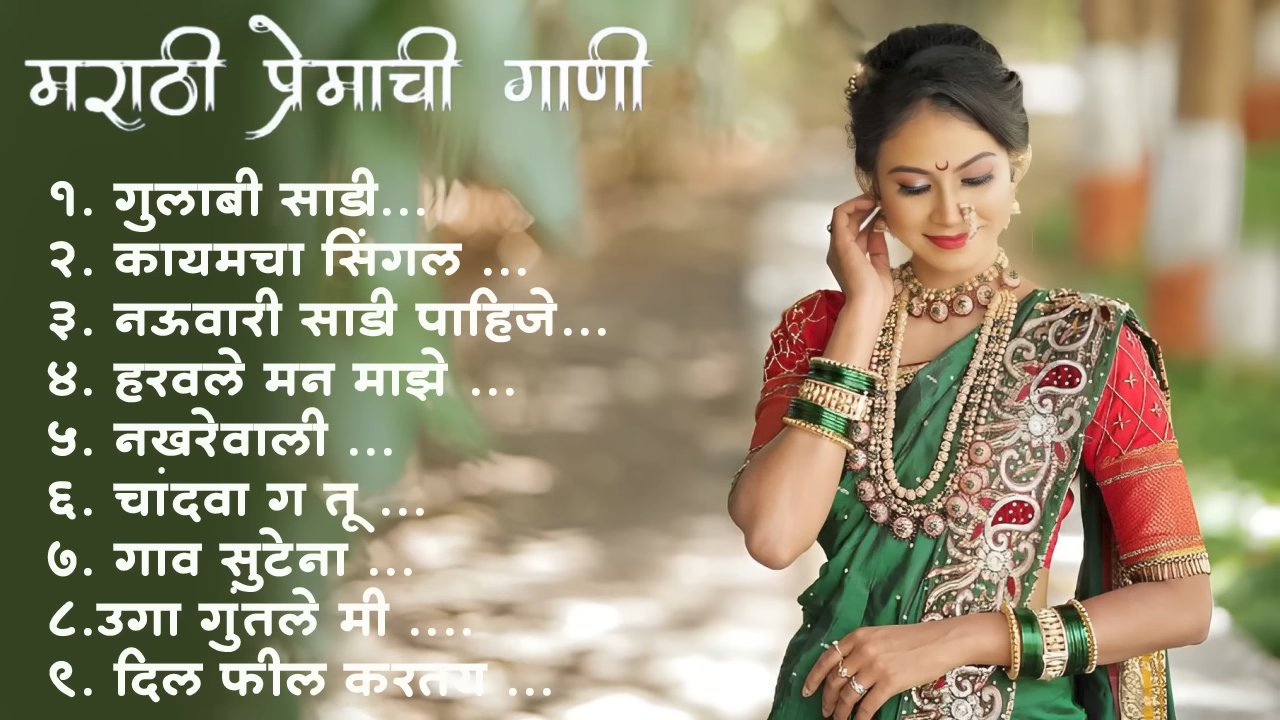 मराठी प्रेमाची गाणी
१. गुलाबी साडी...
२. कायमचा सिंगल ...
३. नऊवारी साडी पाहिजे...
४. हरवले मन माझे ...
५. नखरेवाली ...
६. चांदवा ग तू ...
७. गाव सुटेना ...
८.उगा गुंतले मी ....
९. दिल फील करतय ...